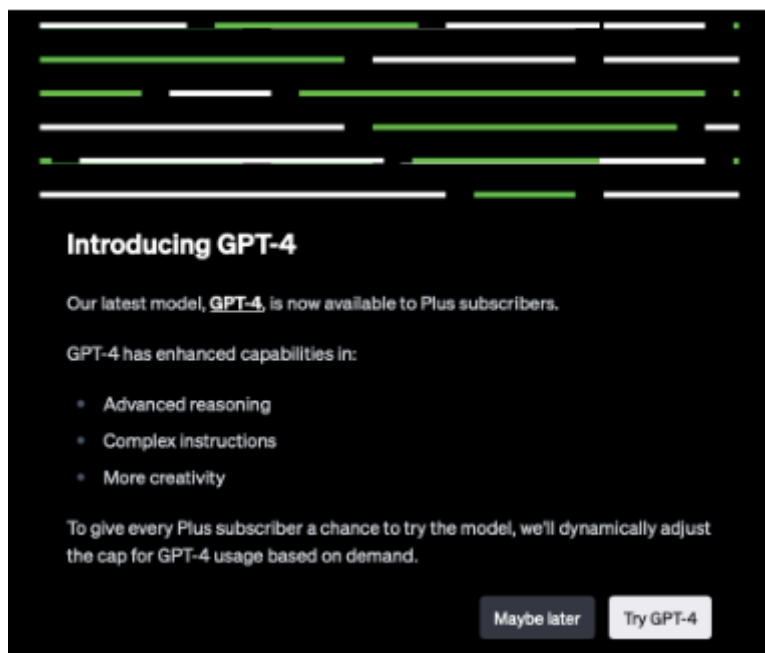 Introducing GPT-4
Our latest model, GPT-4, is now available to Plus subscribers.
GPT-4 has enhanced capabilities in:
• Advanced reasoning
• Complex instructions
• More creativity
To give every Plus subscriber a chance to try the model, we'll dynamically adjust
the cap for GPT-4 usage based on demand.
Maybe later Try GPT-4